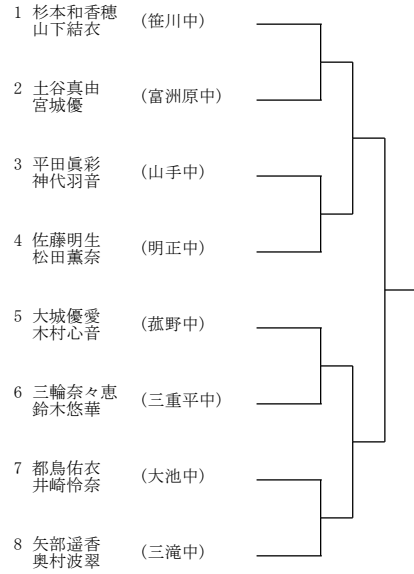 1 杉本和香穂 (笹川中)
山下結衣
2 土谷真由 (富洲原中)
宮城優
3 平田眞彩 (山手中)
神代羽音
4 佐藤明生 (明正中)
松田薫奈
5 大城優愛 (菰野中)
木村心音
6 三輪奈々恵 (三重平中)
鈴木悠華
7 都鳥佑衣 (大池中)
井崎怜奈
8 矢部遥香 (三滝中)
奥村波翠